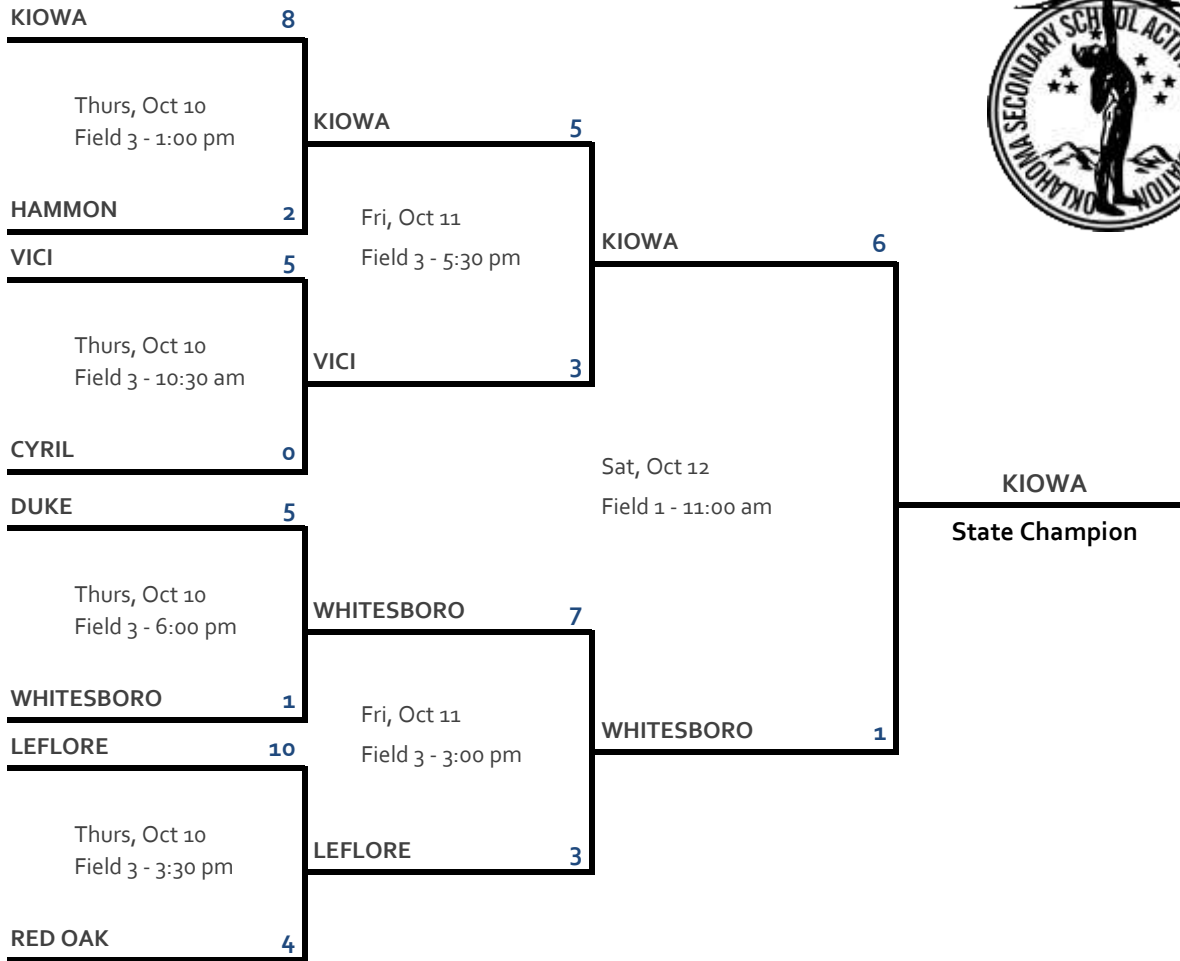 KIOWA 8
Thurs, Oct 10
Field 3 - 1:00 pm
HAMMON 2
VICI 5
Thurs, Oct 10
Field 3 - 10:30 am
CYRIL 0
DUKE 5
Thurs, Oct 10
Field 3 - 6:00 pm
WHITESBORO 1
LEFLORE 10
Thurs, Oct 10
Field 3 - 3:30 pm
RED OAK 4
KIOWA 5
Fri, Oct 11
Field 3 - 5:30 pm
VICI 3
WHITESBORO 7
Fri, Oct 11
Field 3 - 3:00 pm
LEFLORE 3
KIOWA 6
Sat, Oct 12
Field 1 - 11:00 am
WHITESBORO 1
KIOWA
State Champion
OKLAHOMA SECONDARY SCHOOL